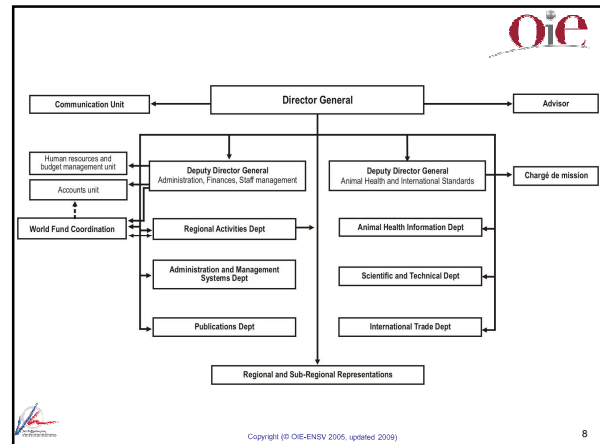 oie
Director General
Communication Unit
Advisor
Human resources and
budget management unit
Deputy Director General
Administration, Finances, Staff management
Deputy Director General
Animal Health and International Standards
Chargé de mission
Accounts unit
World Fund Coordination
Regional Activities Dept
Animal Health Information Dept
Administration and Management
Systems Dept
Scientific and Technical Dept
Publications Dept
International Trade Dept
Regional and Sub-Regional Representations
Copyright (© OIE-ENSV 2005, updated 2009)
8